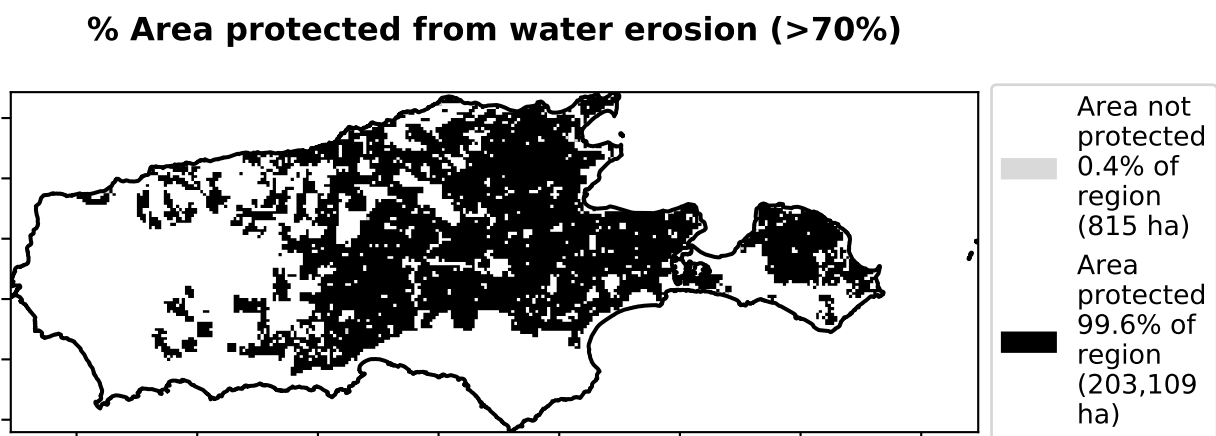 % Area protected from water erosion (>70%)
Area not
protected
0.4% of
region
(815 ha)
Area
protected
99.6% of
region
(203,109
ha)